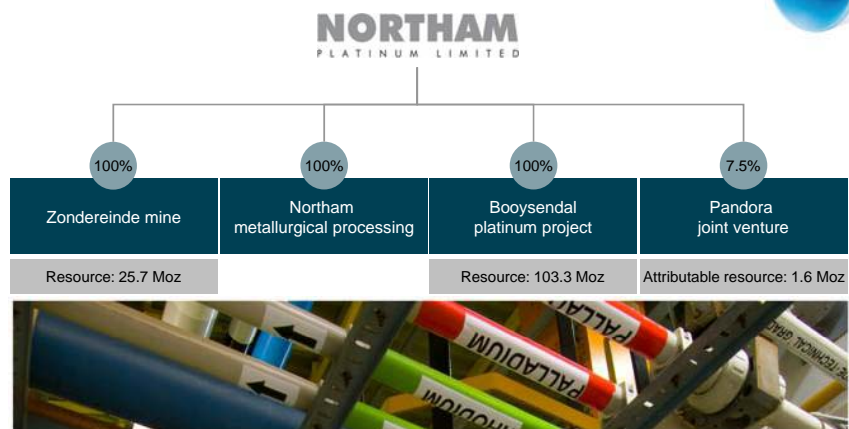 NORTHAM
PLATINUM LIMITED
100%
100%
100%
7.5%
Zondereinde mine
Northam
metallurgical processing
Booysendal
platinum project
Pandora
joint venture
Resource: 25.7 Moz
Resource: 103.3 Moz
Attributable resource: 1.6 Moz
PALLADIUM
PALLADIUM